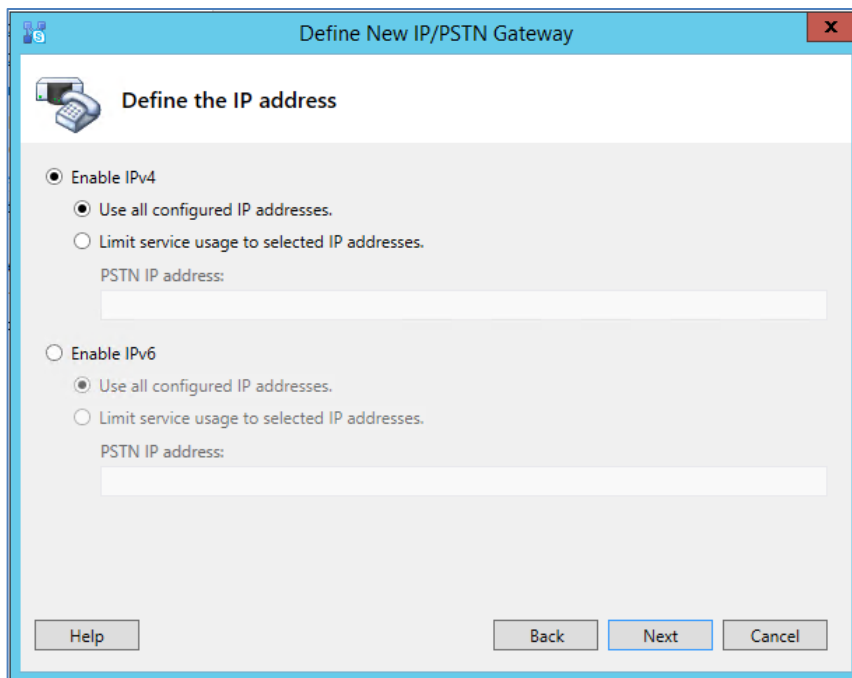 Define New IP/PSTN Gateway
x
Define the IP address
Enable IPv4
Use all configured IP addresses.
Limit service usage to selected IP addresses.
PSTN IP address:
Enable IPv6
Use all configured IP addresses.
Limit service usage to selected IP addresses.
PSTN IP address:
Help Back Next Cancel